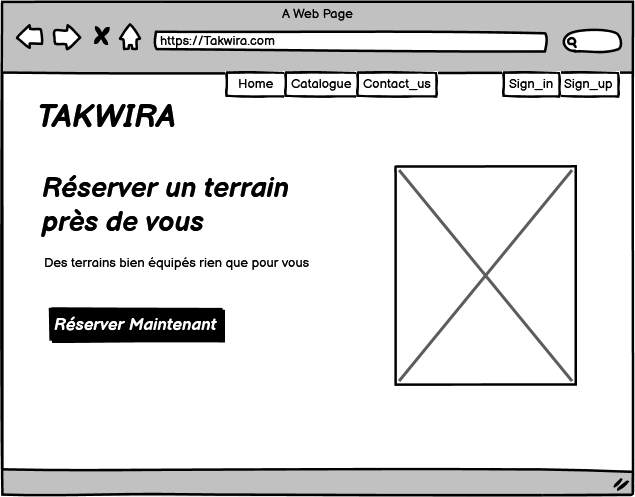 A Web Page
https://Takwira.com
Home Catalogue Contact_us Sign_in Sign_up
TAKWIRA
Réserver un terrain
près de vous
Des terrains bien équipés rien que pour vous
Réserver Maintenant